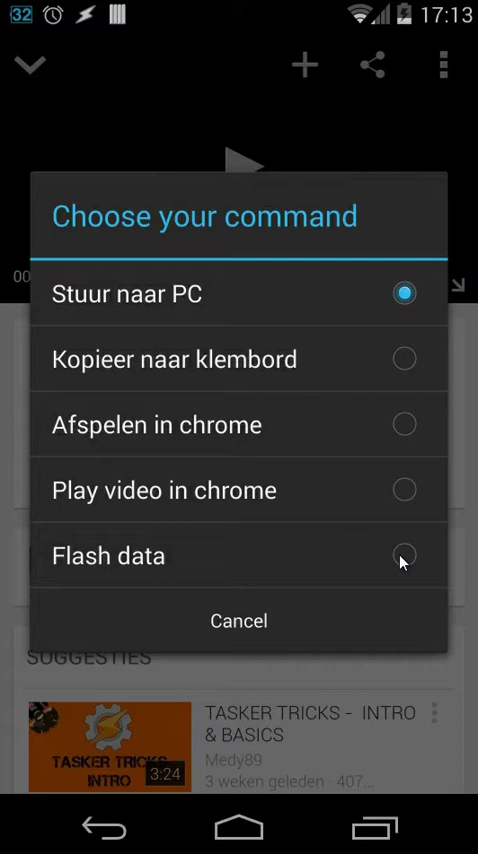 32
17:13
Choose your command
00
Stuur naar PC
Kopieer naar klembord
Afspelen in chrome
Play video in chrome
Flash data
Cancel
SUGGESTIES
TASKER TRICKS - INTRO
& BASICS
Medy89
3 weken geleden · 407...
TASKER TRICKS
INTRO
3:24